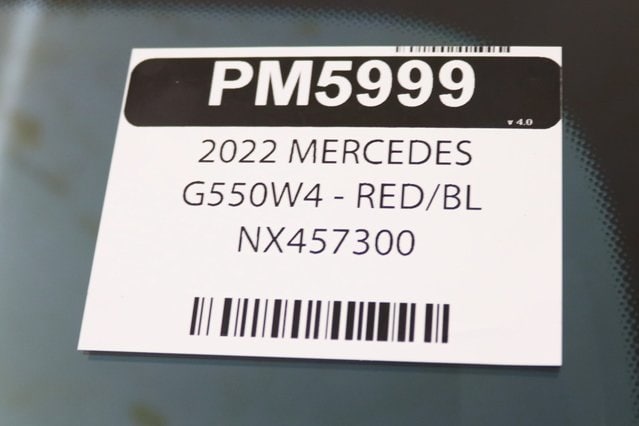 PM5999
v 4.0
2022 MERCEDES
G550W4 - RED/BL
NX457300